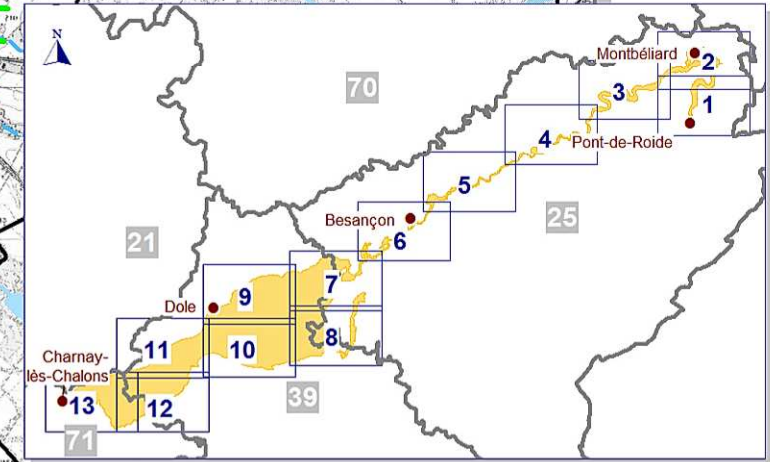 N
70
Montbéliard
2
3
1
4
Pont-de-Roide
5
25
Besançon
6
21
7
9
Dole
8
11
10
Charnay-
lès-Chalons
13
12
39
71